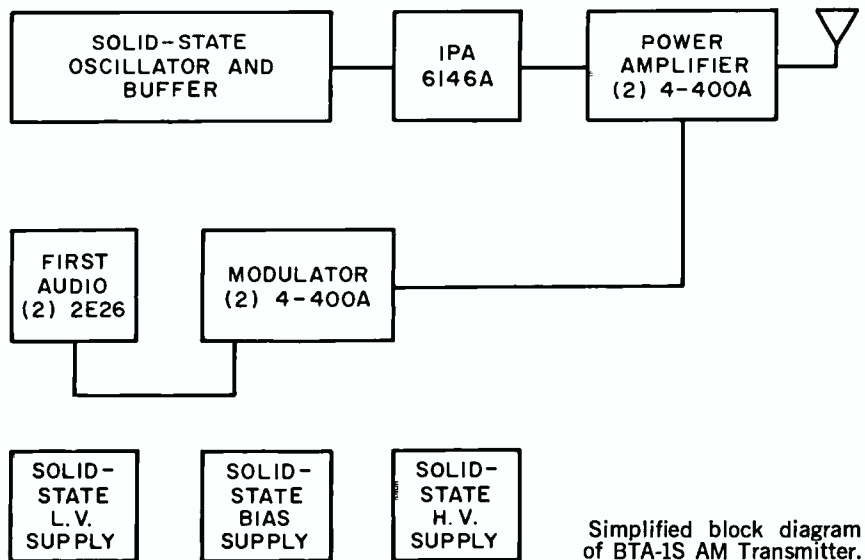 SOLID-STATE
OSCILLATOR AND
BUFFER
IPA
6146A
POWER
AMPLIFIER
(2) 4-400A
FIRST
AUDIO
(2) 2E26
MODULATOR
(2) 4-400A
SOLID-
STATE
L.V.
SUPPLY
SOLID-
STATE
BIAS
SUPPLY
SOLID-
STATE
H.V.
SUPPLY
Simplified block diagram
of BTA-1S AM Transmitter.